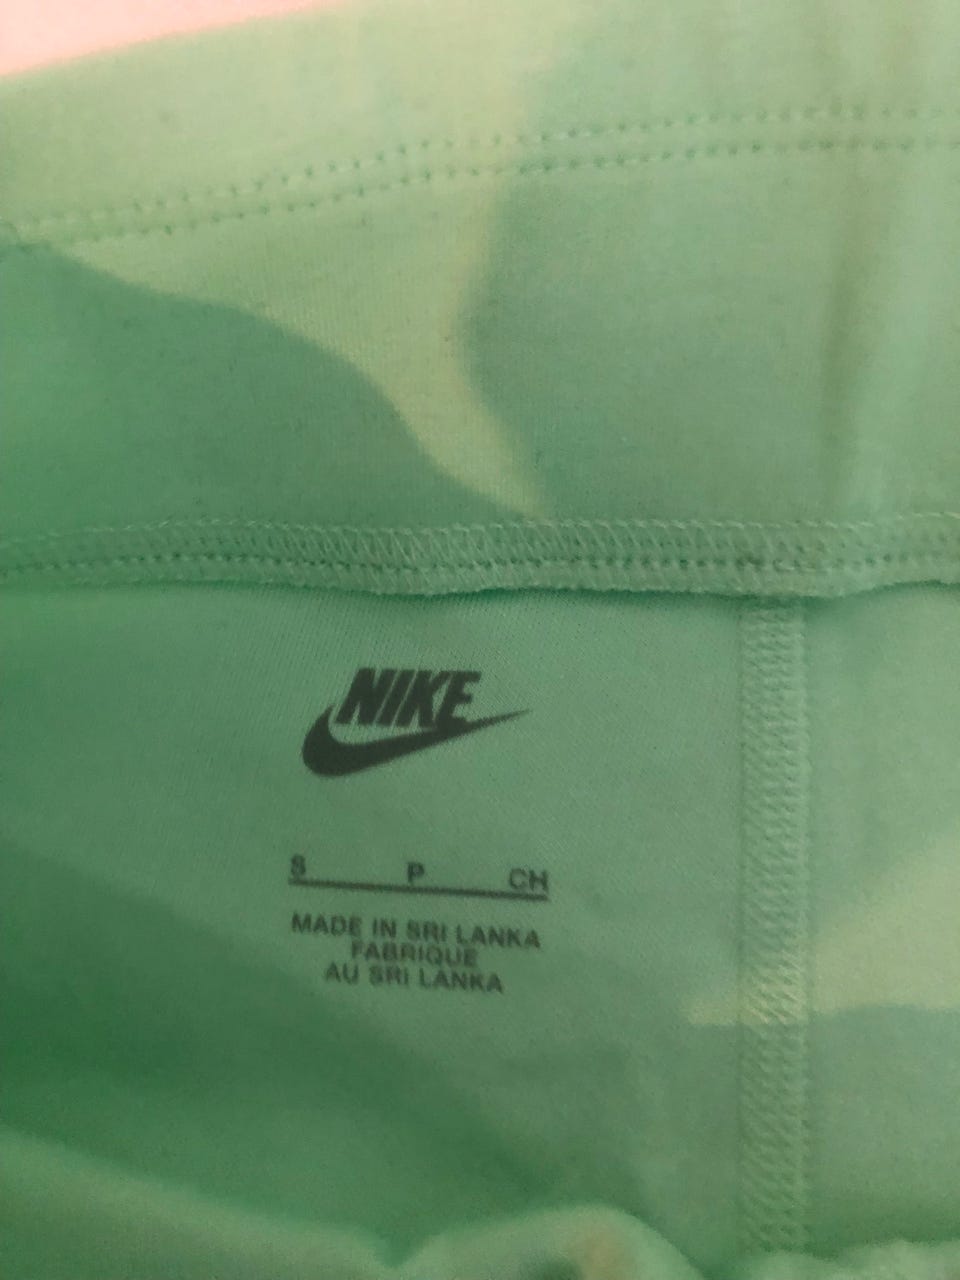 NIKE
S P CH
MADE IN SRI LANKA
FABRIQUE
AU SRI LANKA